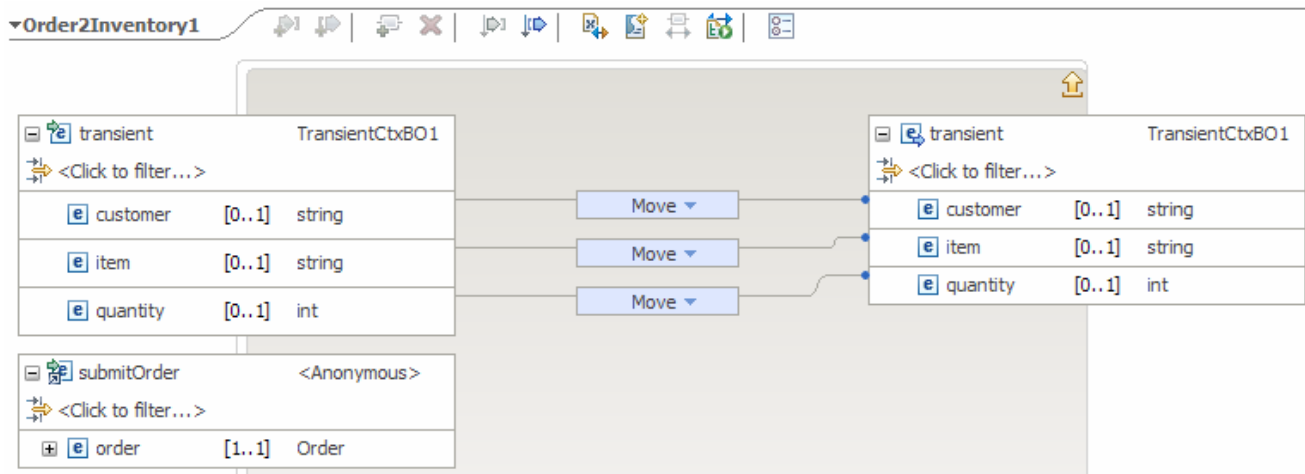 Order2Inventory1
transient TransientCtxBO1
<Click to filter...>
customer [0..1] string
item [0..1] string
quantity [0..1] int
Move
Move
Move
transient TransientCtxBO1
<Click to filter...>
customer [0..1] string
item [0..1] string
quantity [0..1] int
submitOrder <Anonymous>
<Click to filter...>
order [1..1] Order